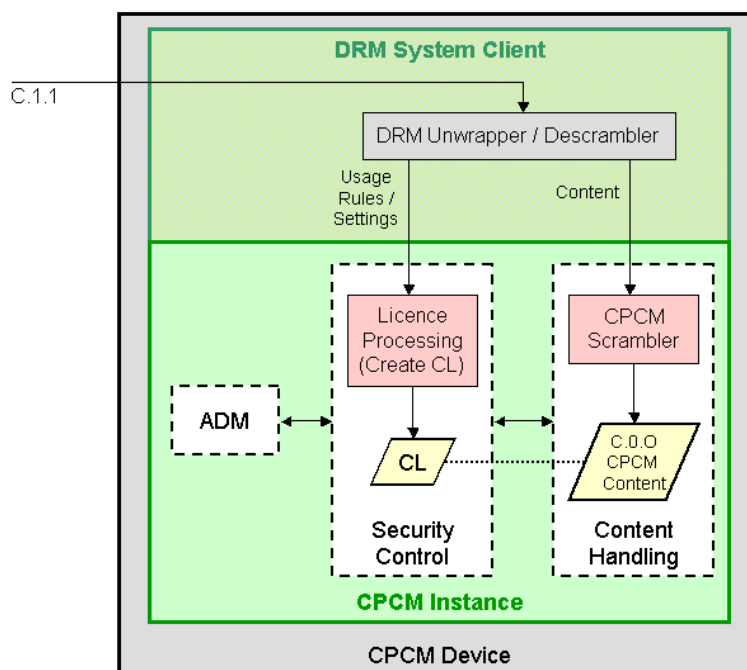 DRM System Client
C.1.1
DRM Unwrapper / Descrambler
Usage
Rules /
Settings
Content
Licence
Processing
(Create CL)
CPCM
Scrambler
ADM
CL
C.0.O
CPCM
Content
Security
Control
Content
Handling
CPCM Instance
CPCM Device